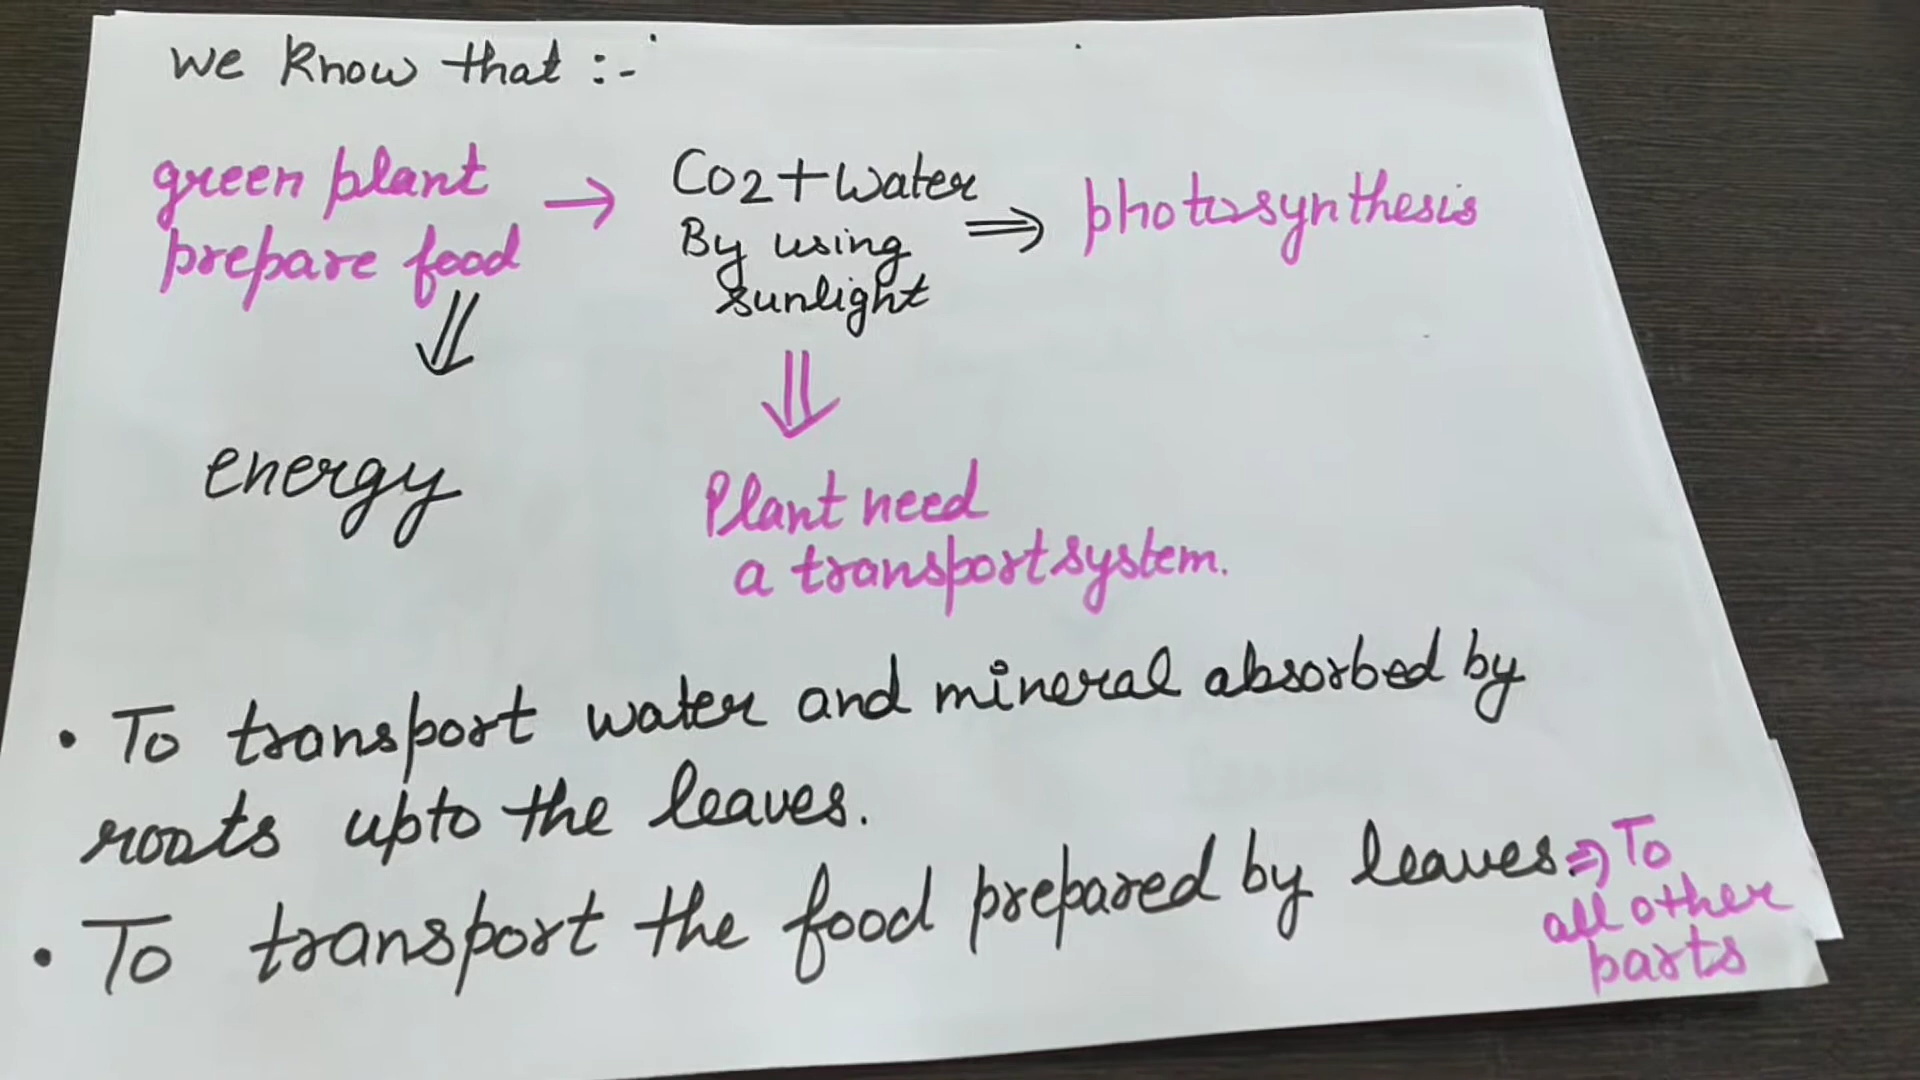 we know that :-
green plant → Co2+water ⇒ photosynthesis
prepare food By using
sunlight
⇓ ⇓
energy Plant need
a transport system.
• To transport water and mineral absorbed by
roots upto the leaves.
• To transport the food prepared by leaves. ⇒ To
all other
parts